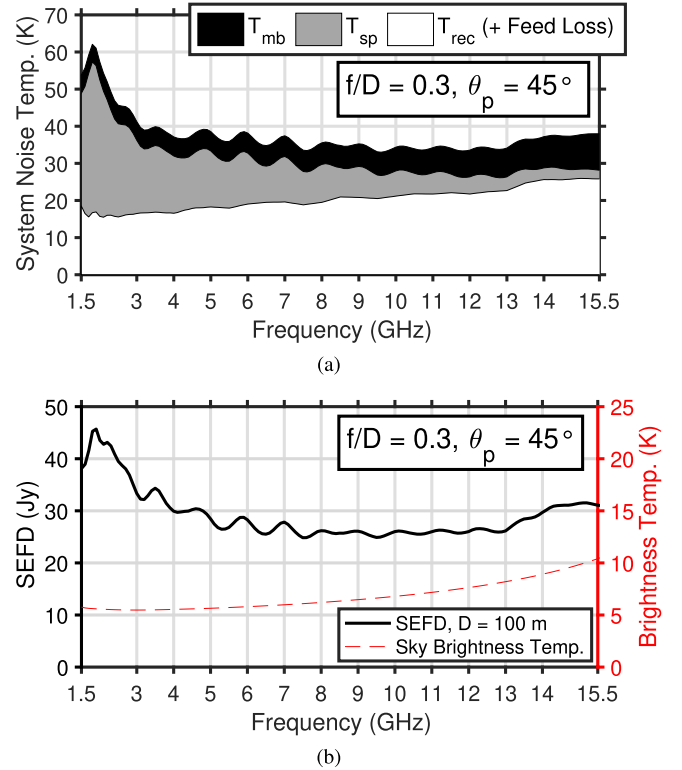 T_mb T_sp T_rec (+ Feed Loss)
f/D = 0.3, θ_p = 45°
System Noise Temp. (K)
70
60
50
40
30
20
10
0
1.5 3 4 5 6 7 8 9 10 11 12 13 14 15.5
Frequency (GHz)
(a)
f/D = 0.3, θ_p = 45°
SEFD (Jy)
50
40
30
20
10
0
25
20
15
10
5
0
Brightness Temp. (K)
SEFD, D = 100 m
Sky Brightness Temp.
1.5 3 4 5 6 7 8 9 10 11 12 13 14 15.5
Frequency (GHz)
(b)